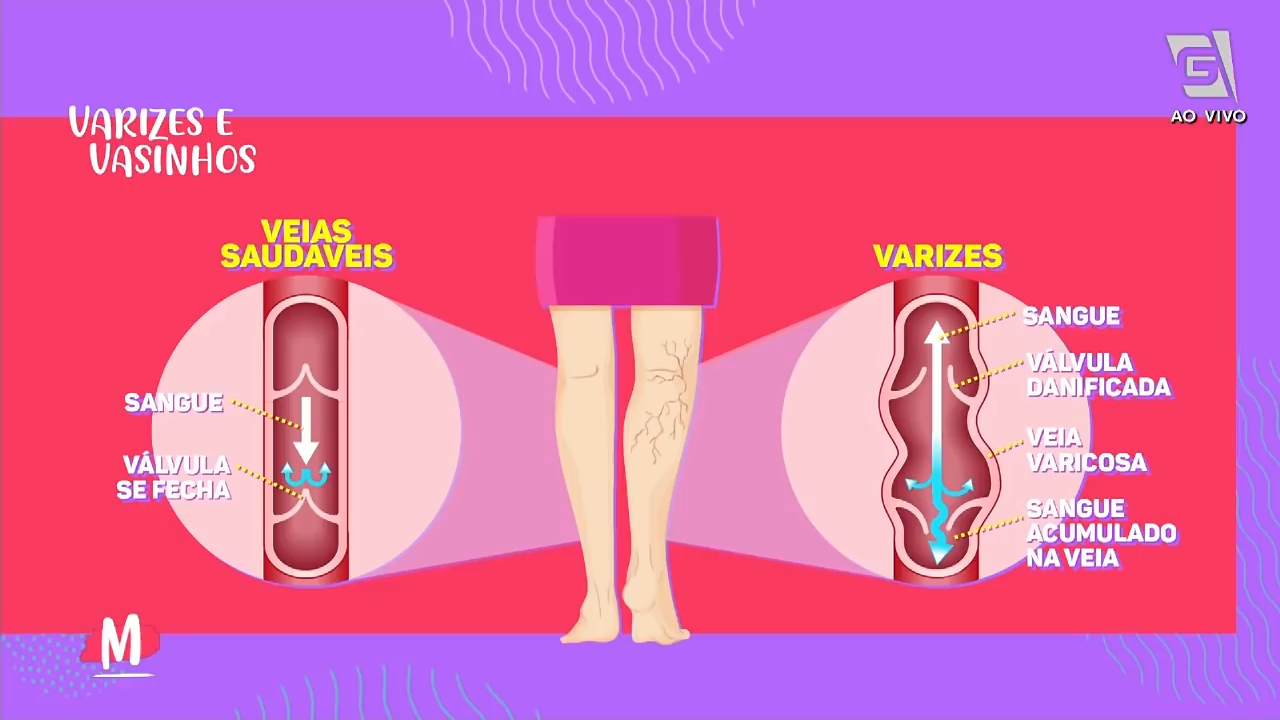 VARIZES E
VASINHOS
AO VIVO
VEIAS
SAUDÁVEIS
SANGUE
VÁLVULA
SE FECHA
VARIZES
SANGUE
VÁLVULA
DANIFICADA
VEIA
VARICOSA
SANGUE
ACUMULADO
NA VEIA
M